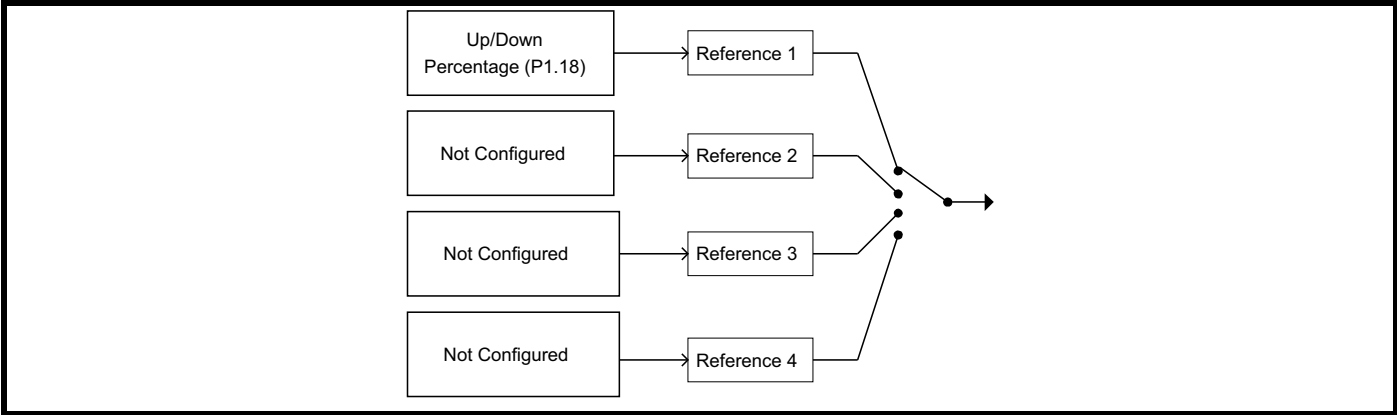 Up/Down
Percentage (P1.18)
Reference 1
Not Configured
Reference 2
Not Configured
Reference 3
Not Configured
Reference 4